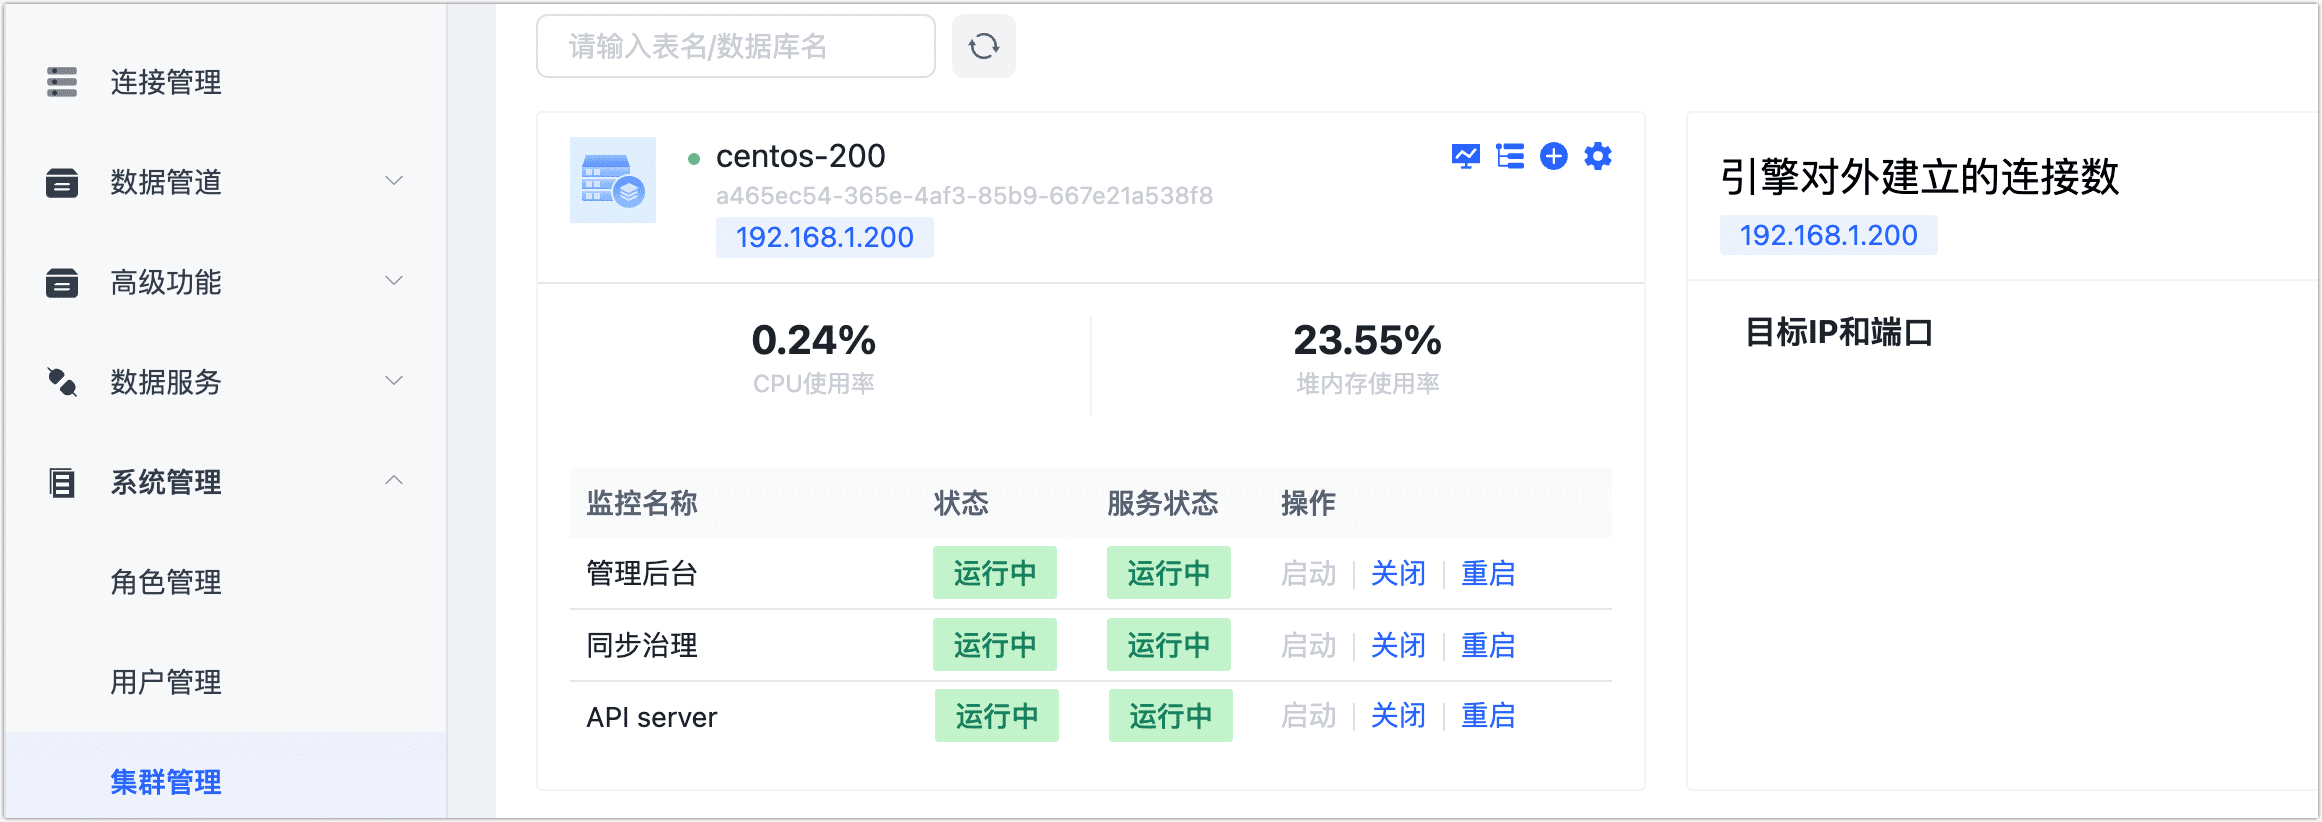 连接管理
数据管道
高级功能
数据服务
系统管理
角色管理
用户管理
集群管理
请输入表名/数据库名
centos-200
a465ec54-365e-4af3-85b9-667e21a538f8
192.168.1.200
0.24%
CPU使用率
23.55%
堆内存使用率
监控名称 状态 服务状态 操作
管理后台 运行中 运行中 启动 关闭 重启
同步治理 运行中 运行中 启动 关闭 重启
API server 运行中 运行中 启动 关闭 重启
引擎对外建立的连接数
192.168.1.200
目标IP和端口